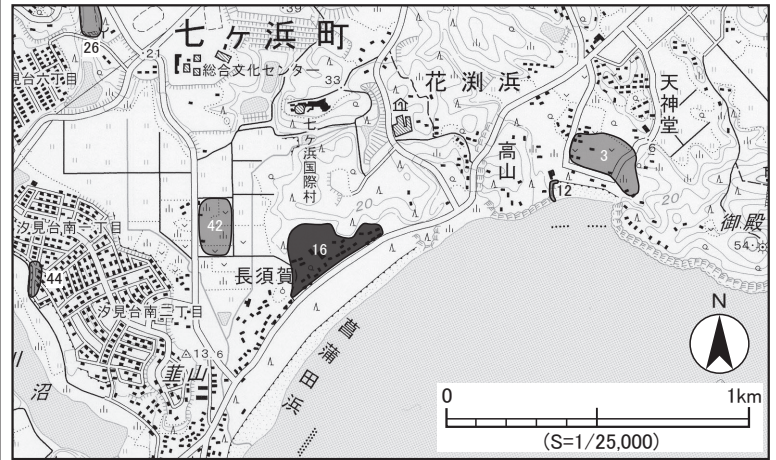 七ヶ浜町
39
26
21
総合文化センター
見台六丁目
33
花渕浜
七ヶ浜国際村
天神堂
3
6
高山
12
20
20
御殿
54
42
16
汐見台南一丁目
長須賀
44
汐見台南二丁目
13.6
菖蒲田浜
韮山
沼
N
0
1km
(S=1/25,000)